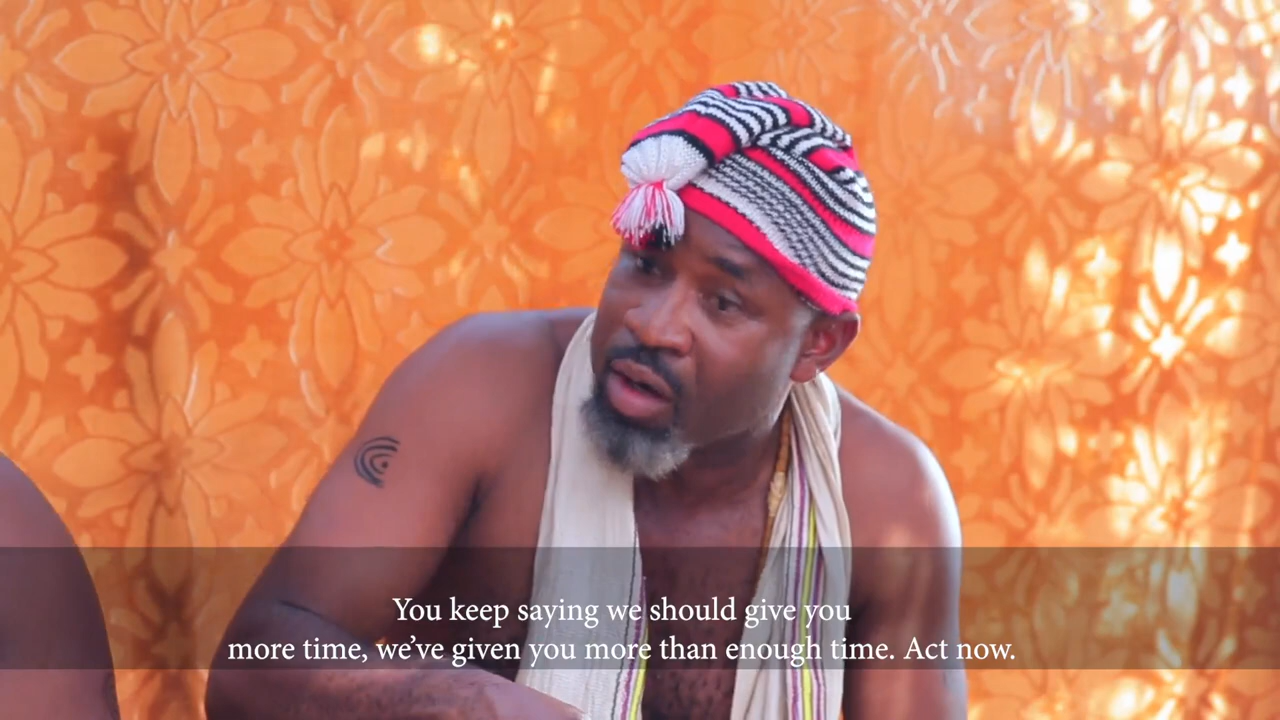 You keep saying we should give you
more time, we've given you more than enough time. Act now.